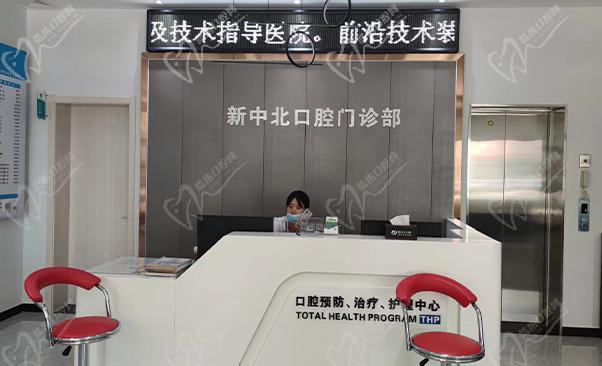 及技术指导医院。前沿技术装
新中北口腔门诊部
口腔预防、治疗、护理中心
TOTAL HEALTH PROGRAM THP